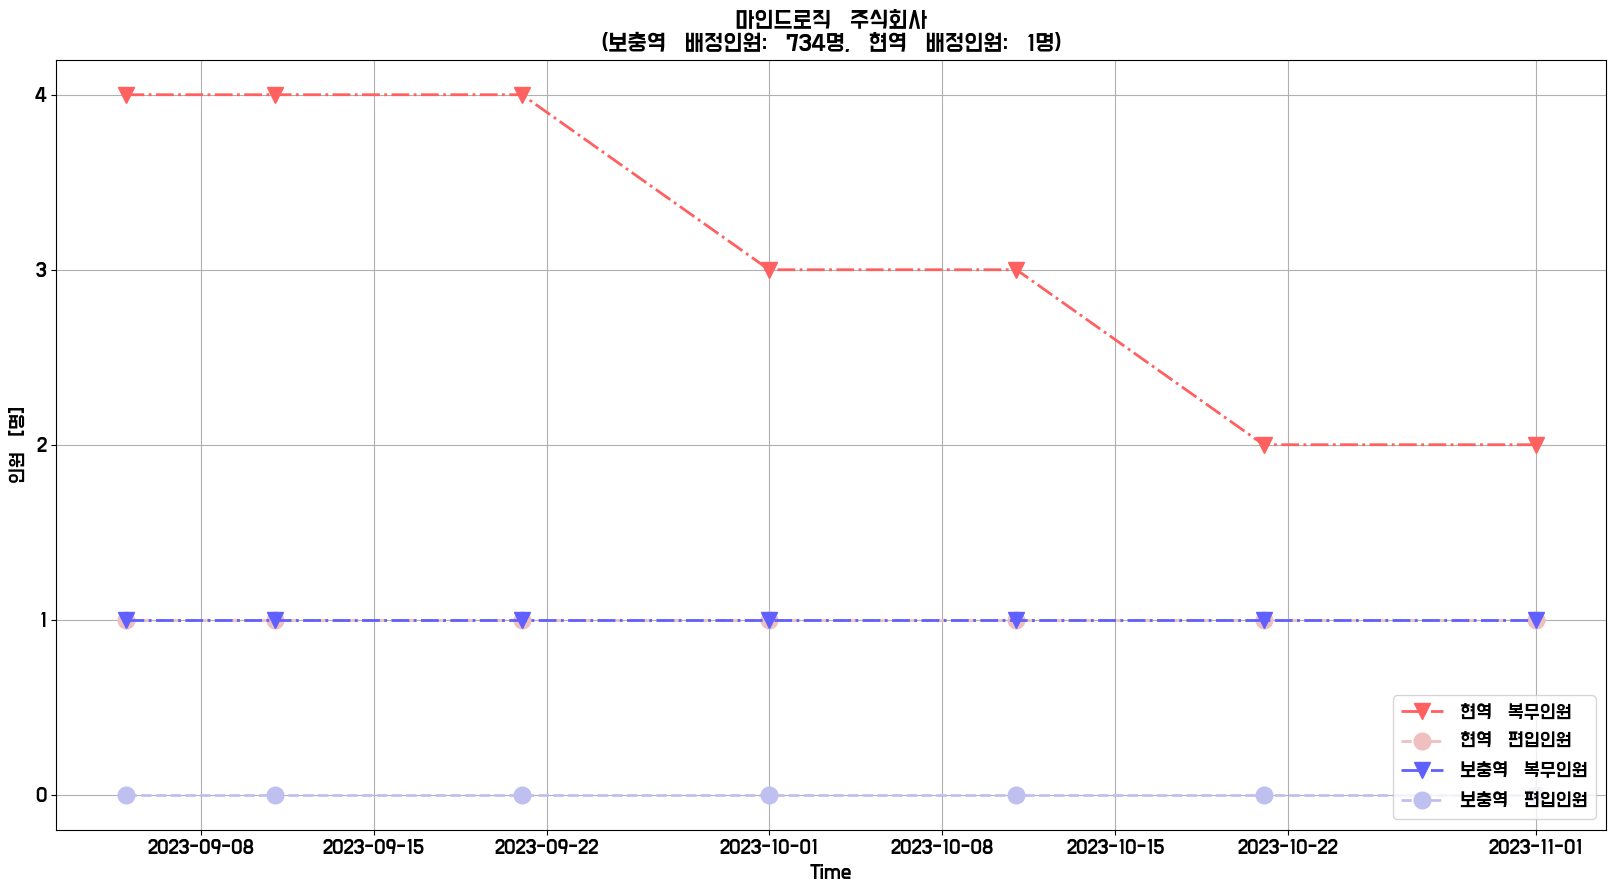 마인드로직 주식회사
(보충역 배정인원: 734명, 현역 배정인원: 1명)
4
3
2
1
0
인원 [명]
2023-09-08 2023-09-15 2023-09-22 2023-10-01 2023-10-08 2023-10-15 2023-10-22 2023-11-01
Time
현역 복무인원
현역 편입인원
보충역 복무인원
보충역 편입인원